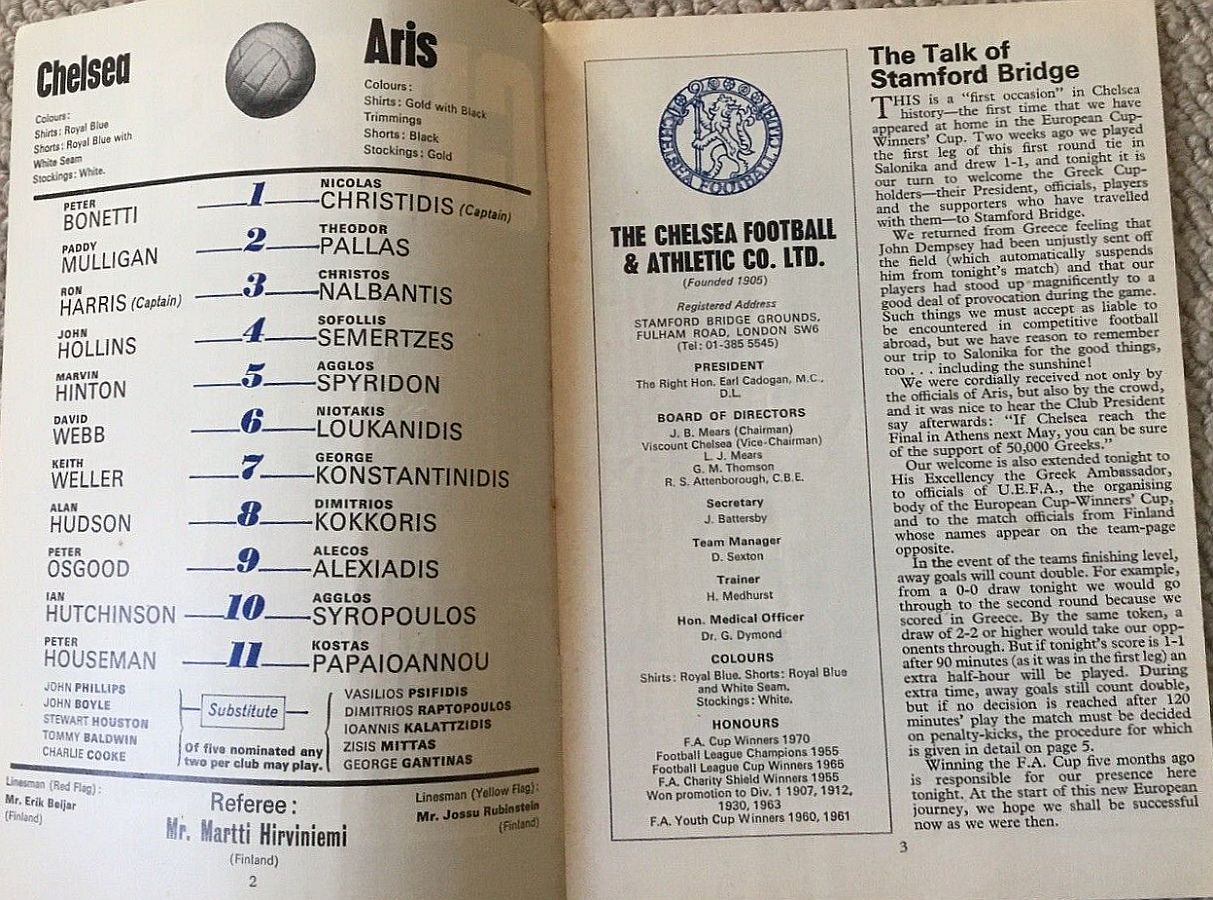 Chelsea
Colours:
Shirts: Royal Blue
Shorts: Royal Blue with
White Seam
Stockings: White.
Aris
Colours:
Shirts: Gold with Black
Trimmings
Shorts: Black
Stockings: Gold
PETER
BONETTI
1
NICOLAS
CHRISTIDIS (Captain)
PADDY
MULLIGAN
2
THEODOR
PALLAS
RON
HARRIS (Captain)
3
CHRISTOS
NALBANTIS
JOHN
HOLLINS
4
SOFOLLIS
SEMERTZES
MARVIN
HINTON
5
AGGLOS
SPYRIDON
DAVID
WEBB
6
NIOTAKIS
LOUKANIDIS
KEITH
WELLER
7
GEORGE
KONSTANTINIDIS
ALAN
HUDSON
8
DIMITRIOS
KOKKORIS
PETER
OSGOOD
9
ALECOS
ALEXIADIS
IAN
HUTCHINSON
10
AGGLOS
SYROPOULOS
PETER
HOUSEMAN
11
KOSTAS
PAPAIOANNOU
JOHN PHILLIPS
JOHN BOYLE
STEWART HOUSTON
TOMMY BALDWIN
CHARLIE COOKE
Substitute
Of five nominated any
two per club may play.
VASILIOS PSIFIDIS
DIMITRIOS RAPTOPOULOS
IOANNIS KALATTZIDIS
ZISIS MITTAS
GEORGE GANTINAS
Linesman (Red Flag):
Mr. Erik Beijar
(Finland)
Referee:
Mr. Martti Hirviniemi
(Finland)
Linesman (Yellow Flag):
Mr. Jossu Rubinstein
(Finland)
2
CHELSEA FOOTBALL
THE CHELSEA FOOTBALL
& ATHLETIC CO. LTD.
(Founded 1905)
Registered Address
STAMFORD BRIDGE GROUNDS,
FULHAM ROAD, LONDON SW6
(Tel: 01-385 5545)
PRESIDENT
The Right Hon. Earl Cadogan, M.C.,
D.L.
BOARD OF DIRECTORS
J. B. Mears (Chairman)
Viscount Chelsea (Vice-Chairman)
L. J. Mears
G. M. Thomson
R. S. Attenborough, C.B.E.
Secretary
J. Battersby
Team Manager
D. Sexton
Trainer
H. Medhurst
Hon. Medical Officer
Dr. G. Dymond
COLOURS
Shirts: Royal Blue. Shorts: Royal Blue
and White Seam.
Stockings: White.
HONOURS
F.A. Cup Winners 1970
Football League Champions 1955
Football League Cup Winners 1965
F.A. Charity Shield Winners 1955
Won promotion to Div. 1 1907, 1912,
1930, 1963
F.A. Youth Cup Winners 1960, 1961
The Talk of
Stamford Bridge
THIS is a "first occasion" in Chelsea
history—the first time that we have
appeared at home in the European Cup-
Winners' Cup. Two weeks ago we played
the first leg of this first round tie in
Salonika and drew 1-1, and tonight it is
our turn to welcome the Greek Cup-
holders—their President, officials, players
and the supporters who have travelled
with them—to Stamford Bridge.
We returned from Greece feeling that
John Dempsey had been unjustly sent off
the field (which automatically suspends
him from tonight's match) and that our
players had stood up magnificently to a
good deal of provocation during the game.
Such things we must accept as liable to
be encountered in competitive football
abroad, but we have reason to remember
our trip to Salonika for the good things,
too . . . including the sunshine!
We were cordially received not only by
the officials of Aris, but also by the crowd,
and it was nice to hear the Club President
say afterwards: "If Chelsea reach the
Final in Athens next May, you can be sure
of the support of 50,000 Greeks."
Our welcome is also extended tonight to
His Excellency the Greek Ambassador,
to officials of U.E.F.A., the organising
body of the European Cup-Winners' Cup,
and to the match officials from Finland
whose names appear on the team-page
opposite.
In the event of the teams finishing level,
away goals will count double. For example,
from a 0-0 draw tonight we would go
through to the second round because we
scored in Greece. By the same token, a
draw of 2-2 or higher would take our opp-
onents through. But if tonight's score is 1-1
after 90 minutes (as it was in the first leg) an
extra half-hour will be played. During
extra time, away goals still count double,
but if no decision is reached after 120
minutes' play the match must be decided
on penalty-kicks, the procedure for which
is given in detail on page 5.
Winning the F.A. Cup five months ago
is responsible for our presence here
tonight. At the start of this new European
journey, we hope we shall be successful
now as we were then.
3